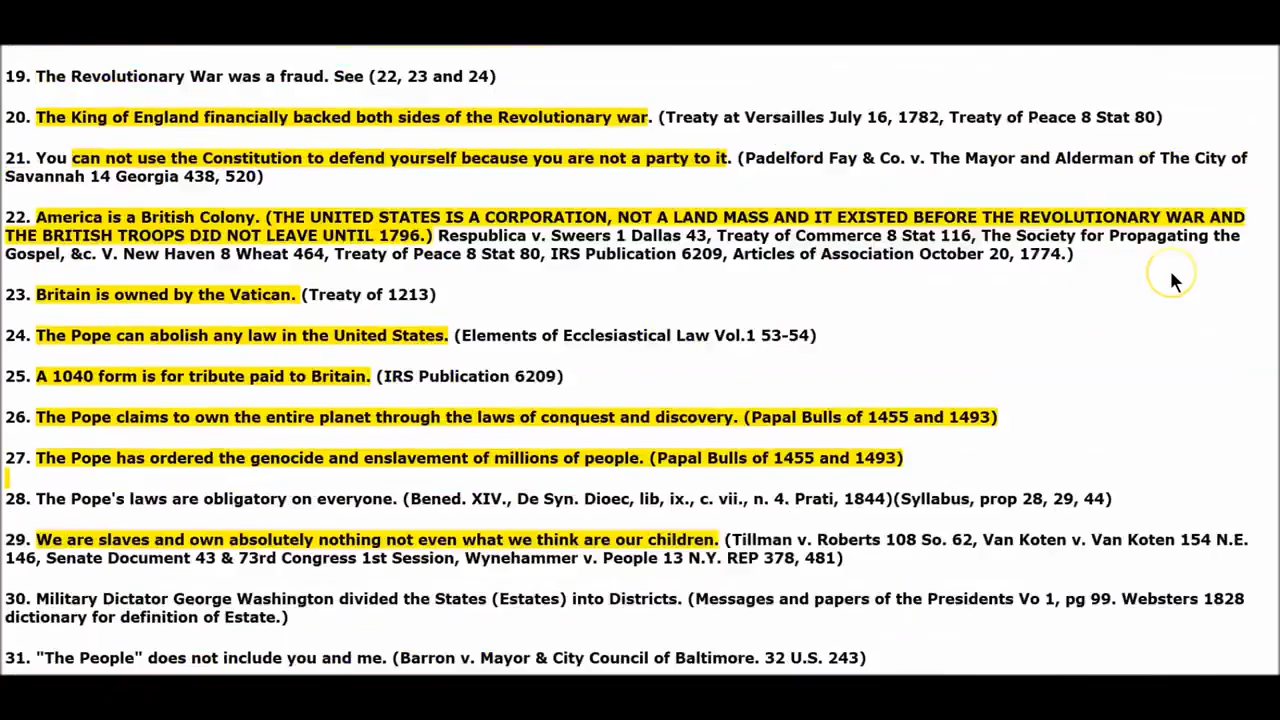 19. The Revolutionary War was a fraud. See (22, 23 and 24)
20. The King of England financially backed both sides of the Revolutionary war. (Treaty at Versailles July 16, 1782, Treaty of Peace 8 Stat 80)
21. You can not use the Constitution to defend yourself because you are not a party to it. (Padelford Fay & Co. v. The Mayor and Alderman of The City of
Savannah 14 Georgia 438, 520)
22. America is a British Colony. (THE UNITED STATES IS A CORPORATION, NOT A LAND MASS AND IT EXISTED BEFORE THE REVOLUTIONARY WAR AND
THE BRITISH TROOPS DID NOT LEAVE UNTIL 1796.) Respublica v. Sweers 1 Dallas 43, Treaty of Commerce 8 Stat 116, The Society for Propagating the
Gospel, &c. V. New Haven 8 Wheat 464, Treaty of Peace 8 Stat 80, IRS Publication 6209, Articles of Association October 20, 1774.)
23. Britain is owned by the Vatican. (Treaty of 1213)
24. The Pope can abolish any law in the United States. (Elements of Ecclesiastical Law Vol.1 53-54)
25. A 1040 form is for tribute paid to Britain. (IRS Publication 6209)
26. The Pope claims to own the entire planet through the laws of conquest and discovery. (Papal Bulls of 1455 and 1493)
27. The Pope has ordered the genocide and enslavement of millions of people. (Papal Bulls of 1455 and 1493)
28. The Pope's laws are obligatory on everyone. (Bened. XIV., De Syn. Dioec, lib, ix., c. vii., n. 4. Prati, 1844)(Syllabus, prop 28, 29, 44)
29. We are slaves and own absolutely nothing not even what we think are our children. (Tillman v. Roberts 108 So. 62, Van Koten v. Van Koten 154 N.E.
146, Senate Document 43 & 73rd Congress 1st Session, Wynehammer v. People 13 N.Y. REP 378, 481)
30. Military Dictator George Washington divided the States (Estates) into Districts. (Messages and papers of the Presidents Vo 1, pg 99. Websters 1828
dictionary for definition of Estate.)
31. "The People" does not include you and me. (Barron v. Mayor & City Council of Baltimore. 32 U.S. 243)